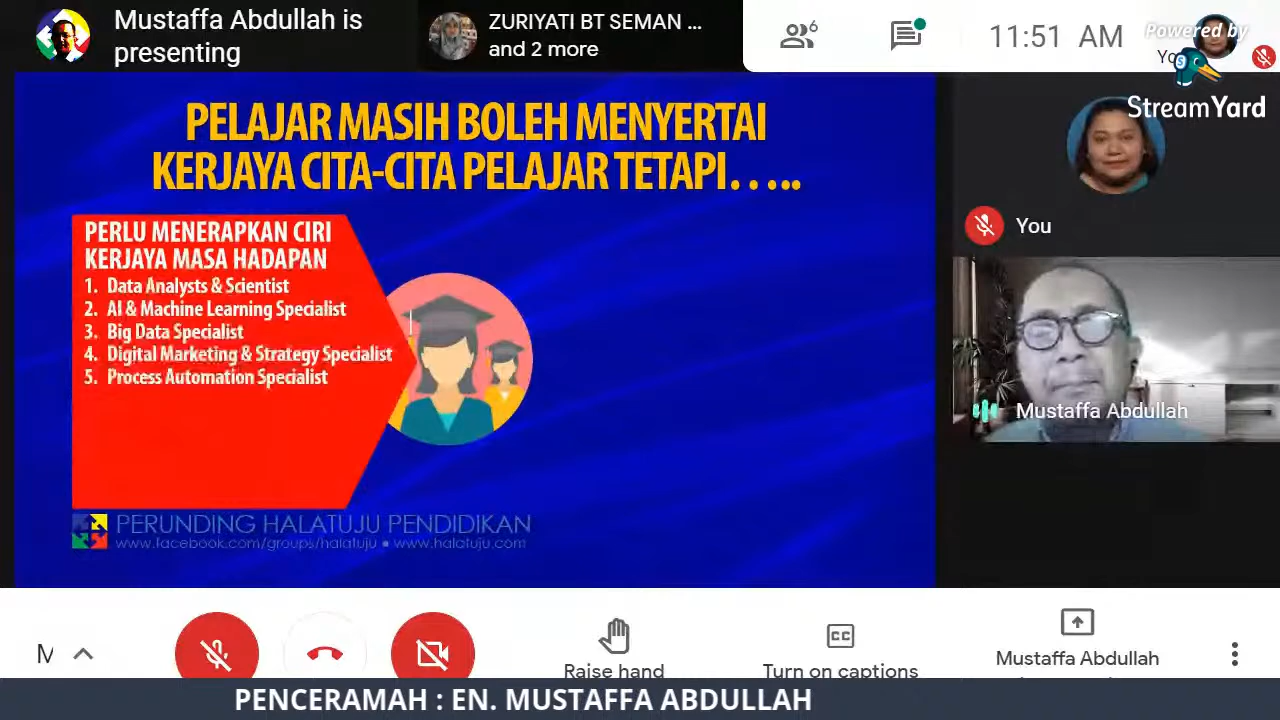 Mustaffa Abdullah is
presenting
ZURIYATI BT SEMAN ...
and 2 more
6
11:51 AM
Powered by
StreamYard
PELAJAR MASIH BOLEH MENYERTAI
KERJAYA CITA-CITA PELAJAR TETAPI.....
PERLU MENERAPKAN CIRI
KERJAYA MASA HADAPAN
1. Data Analysts & Scientist
2. AI & Machine Learning Specialist
3. Big Data Specialist
4. Digital Marketing & Strategy Specialist
5. Process Automation Specialist
PERUNDING HALATUJU PENDIDIKAN
www.facebook.com/groups/halatuju • www.halatuju.com
You
Mustaffa Abdullah
Raise hand
Turn on captions
Mustaffa Abdullah
PENCERAMAH : EN. MUSTAFFA ABDULLAH